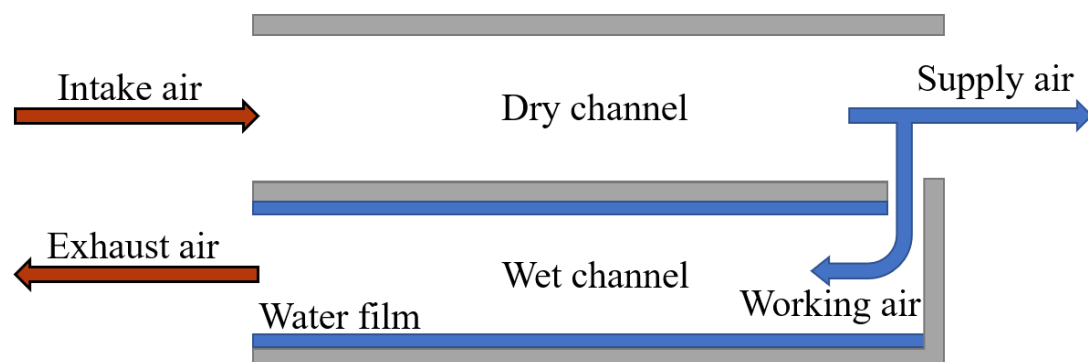 Intake air
Supply air
Dry channel
Exhaust air
Wet channel
Working air
Water film